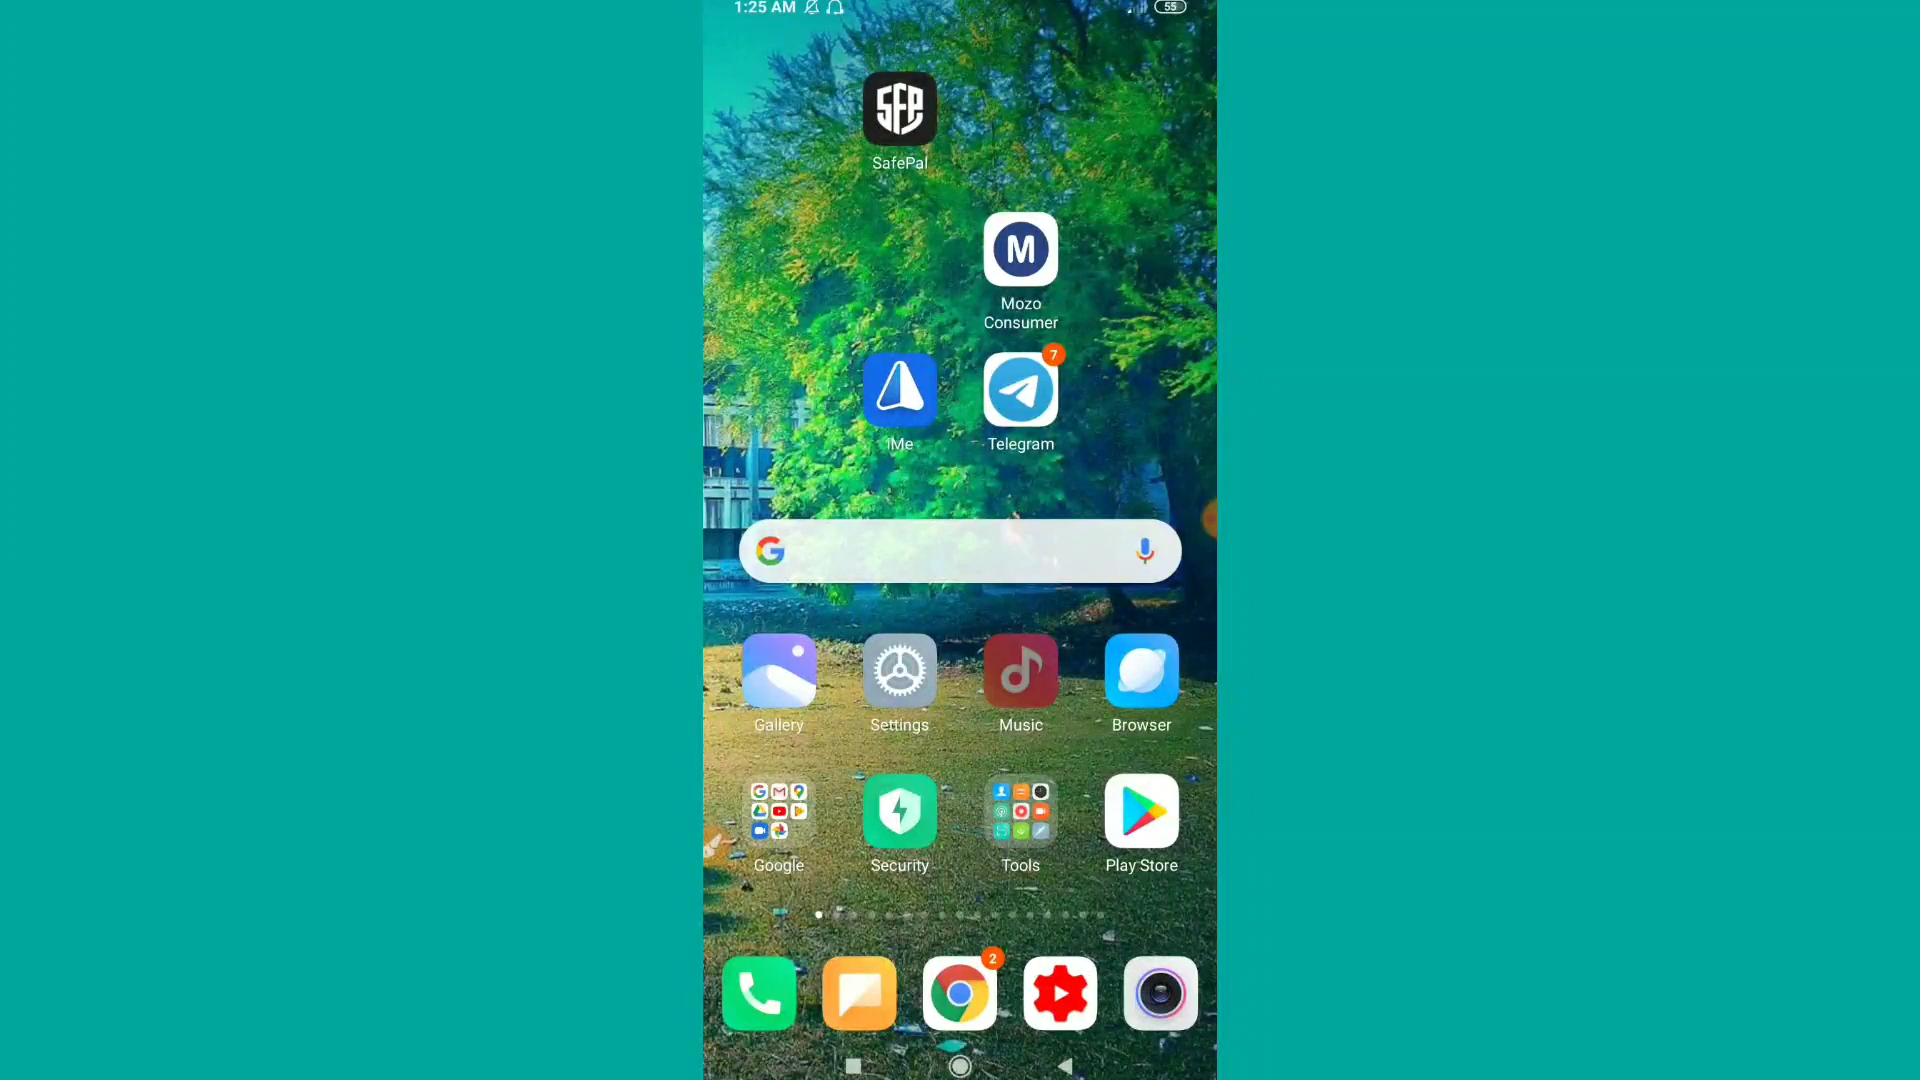 1:25 AM
55
SFP
SafePal
M
Mozo
Consumer
7
iMe
Telegram
G
Gallery
Settings
Music
Browser
Google
Security
Tools
Play Store
2